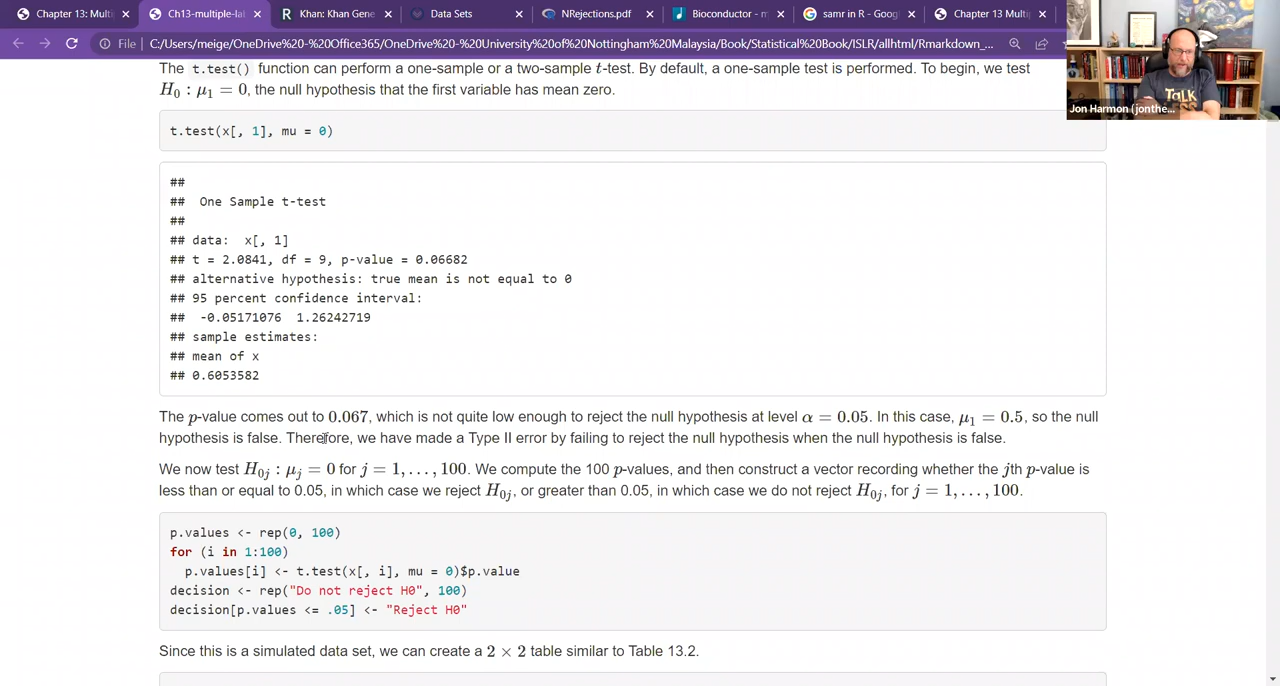 Chapter 13: Multi
Ch13-multiple-lal
Khan: Khan Gene
Data Sets
NRejections.pdf
Bioconductor - m
samr in R - Goog
Chapter 13 Multi
File C:/Users/meige/OneDrive%20-%20Office365/OneDrive%20-%20University%20of%20Nottingham%20Malaysia/Book/Statistical%20Book/ISLR/allhtml/Rmarkdown_...
TALK
Jon Harmon (jonthe...
The t.test() function can perform a one-sample or a two-sample t-test. By default, a one-sample test is performed. To begin, we test
H₀ : μ₁ = 0, the null hypothesis that the first variable has mean zero.
t.test(x[, 1], mu = 0)
##
## One Sample t-test
##
## data: x[, 1]
## t = 2.0841, df = 9, p-value = 0.06682
## alternative hypothesis: true mean is not equal to 0
## 95 percent confidence interval:
## -0.05171076 1.26242719
## sample estimates:
## mean of x
## 0.6053582
The p-value comes out to 0.067, which is not quite low enough to reject the null hypothesis at level α = 0.05. In this case, μ₁ = 0.5, so the null
hypothesis is false. Therefore, we have made a Type II error by failing to reject the null hypothesis when the null hypothesis is false.
We now test H₀ⱼ : μⱼ = 0 for j = 1, … , 100. We compute the 100 p-values, and then construct a vector recording whether the jth p-value is
less than or equal to 0.05, in which case we reject H₀ⱼ, or greater than 0.05, in which case we do not reject H₀ⱼ, for j = 1, … , 100.
p.values <- rep(0, 100)
for (i in 1:100)
p.values[i] <- t.test(x[, i], mu = 0)$p.value
decision <- rep("Do not reject H0", 100)
decision[p.values <= .05] <- "Reject H0"
Since this is a simulated data set, we can create a 2 × 2 table similar to Table 13.2.